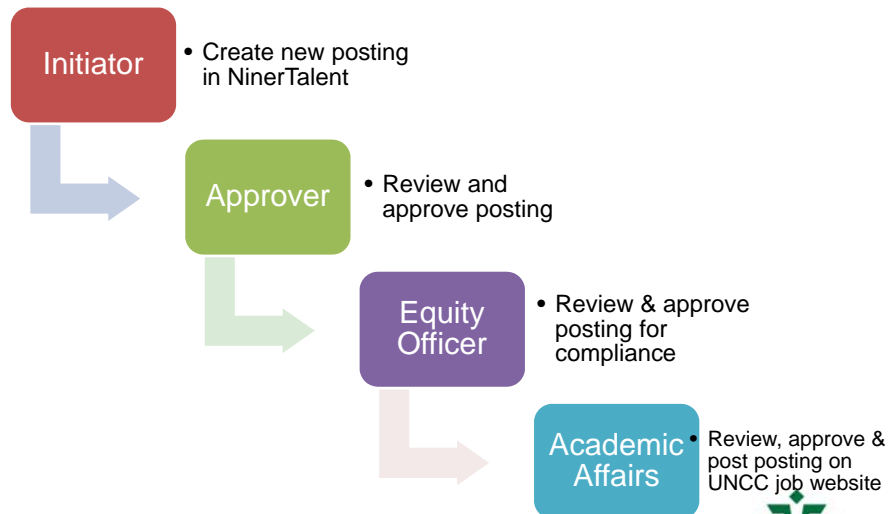 Initiator
• Create new posting
in NinerTalent
Approver
• Review and
approve posting
Equity
Officer
• Review & approve
posting for
compliance
Academic
Affairs
• Review, approve &
post posting on
UNCC job website